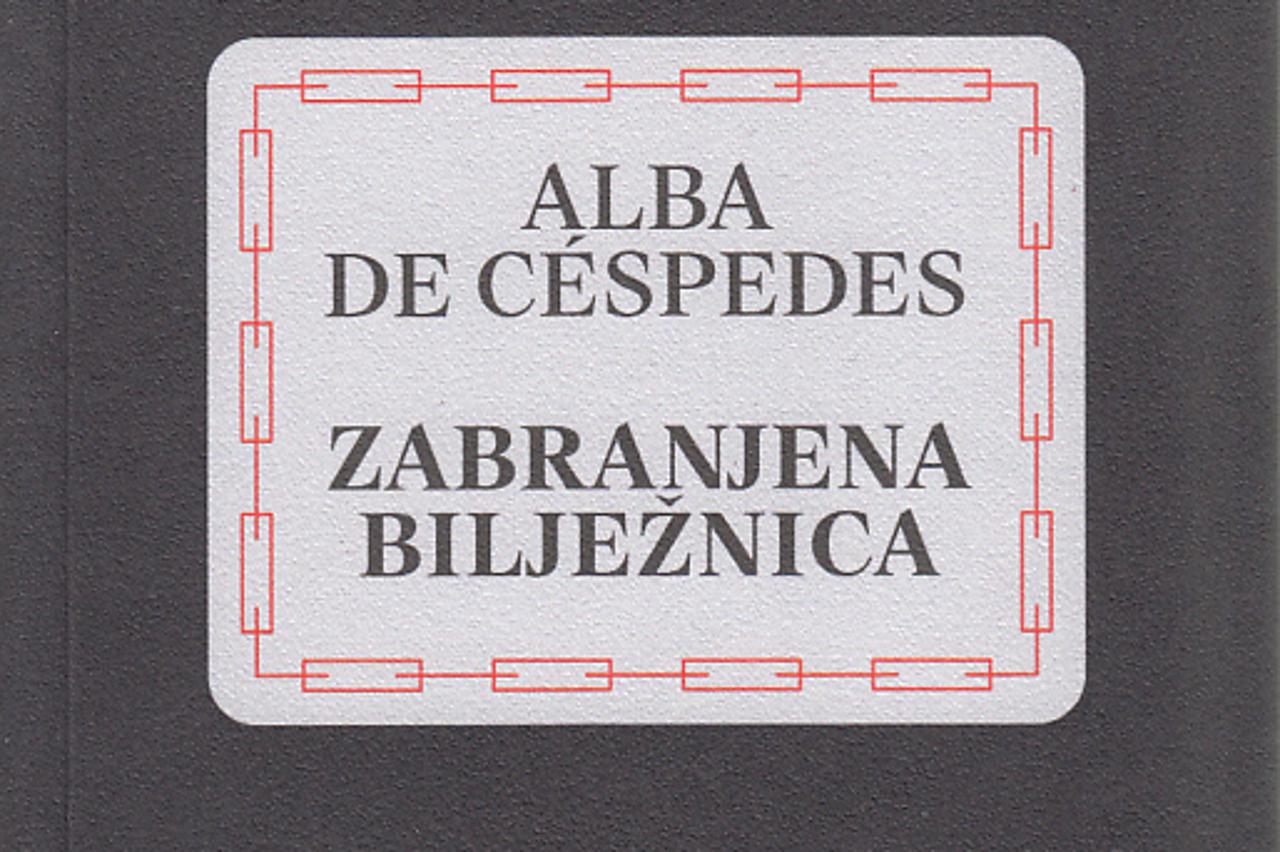 ALBA
DE CÉSPEDES
ZABRANJENA
BILJEŽNICA